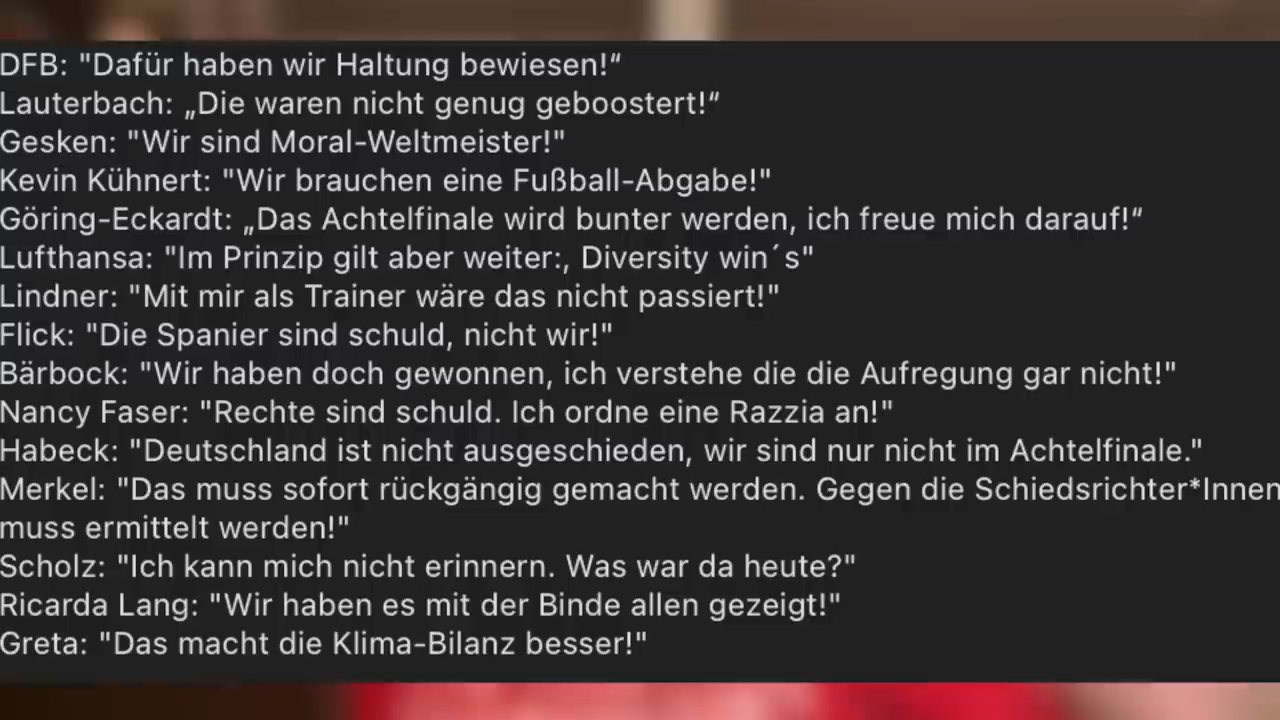 DFB: "Dafür haben wir Haltung bewiesen!“
Lauterbach: „Die waren nicht genug geboostert!“
Gesken: "Wir sind Moral-Weltmeister!"
Kevin Kühnert: "Wir brauchen eine Fußball-Abgabe!"
Göring-Eckardt: „Das Achtelfinale wird bunter werden, ich freue mich darauf!“
Lufthansa: "Im Prinzip gilt aber weiter:, Diversity win´s"
Lindner: "Mit mir als Trainer wäre das nicht passiert!"
Flick: "Die Spanier sind schuld, nicht wir!"
Bärbock: "Wir haben doch gewonnen, ich verstehe die die Aufregung gar nicht!"
Nancy Faser: "Rechte sind schuld. Ich ordne eine Razzia an!"
Habeck: "Deutschland ist nicht ausgeschieden, wir sind nur nicht im Achtelfinale."
Merkel: "Das muss sofort rückgängig gemacht werden. Gegen die Schiedsrichter*Innen
muss ermittelt werden!"
Scholz: "Ich kann mich nicht erinnern. Was war da heute?"
Ricarda Lang: "Wir haben es mit der Binde allen gezeigt!"
Greta: "Das macht die Klima-Bilanz besser!"